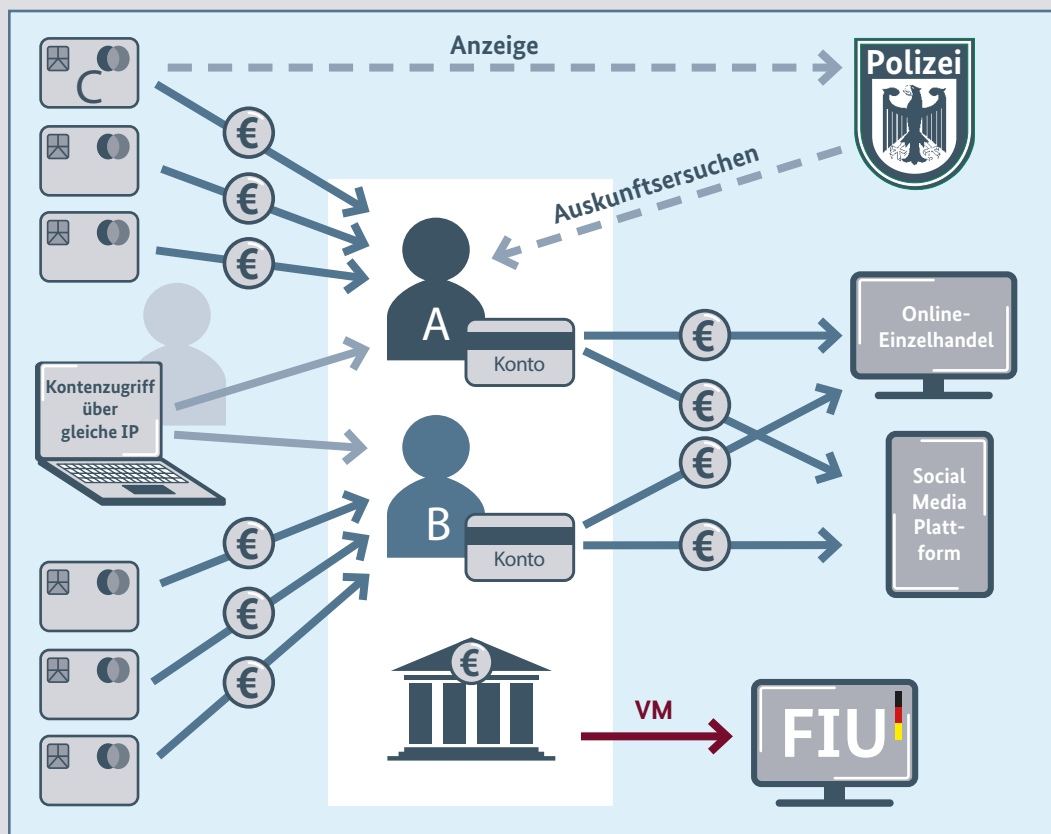 Anzeige
Polizei
C
€
€
€
Auskunftsersuchen
A
Konto
€
€
Online-
Einzelhandel
Kontenzugriff
über
gleiche IP
B
Konto
€
€
Social
Media
Platt-
form
€
€
€
€
VM
FIU